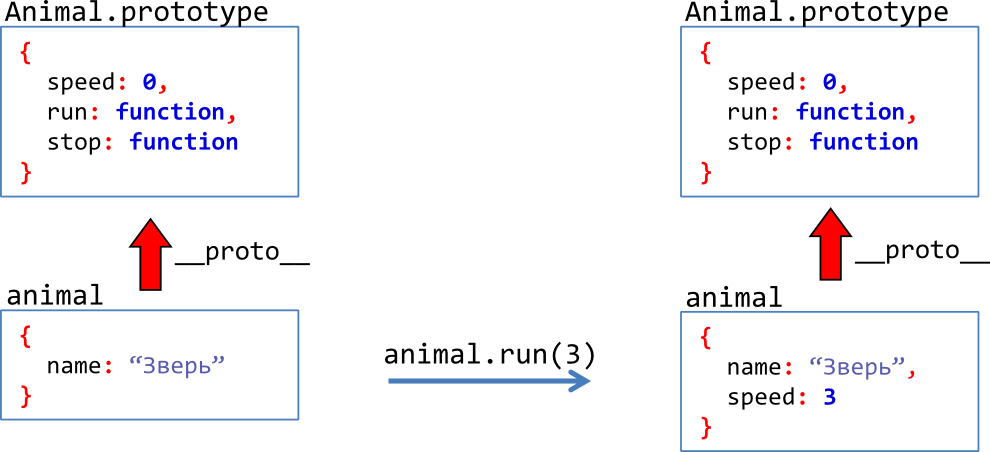 Animal.prototype
{
speed: 0,
run: function,
stop: function
}
__proto__
animal
{
name: “Зверь”
}
animal.run(3)
Animal.prototype
{
speed: 0,
run: function,
stop: function
}
__proto__
animal
{
name: “Зверь”,
speed: 3
}